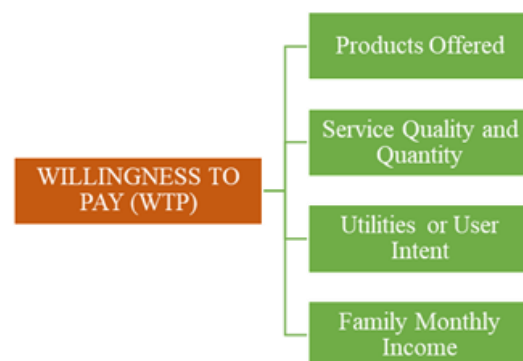 Products Offered
Service Quality and
Quantity
WILLINGNESS TO
PAY (WTP)
Utilities or User
Intent
Family Monthly
Income